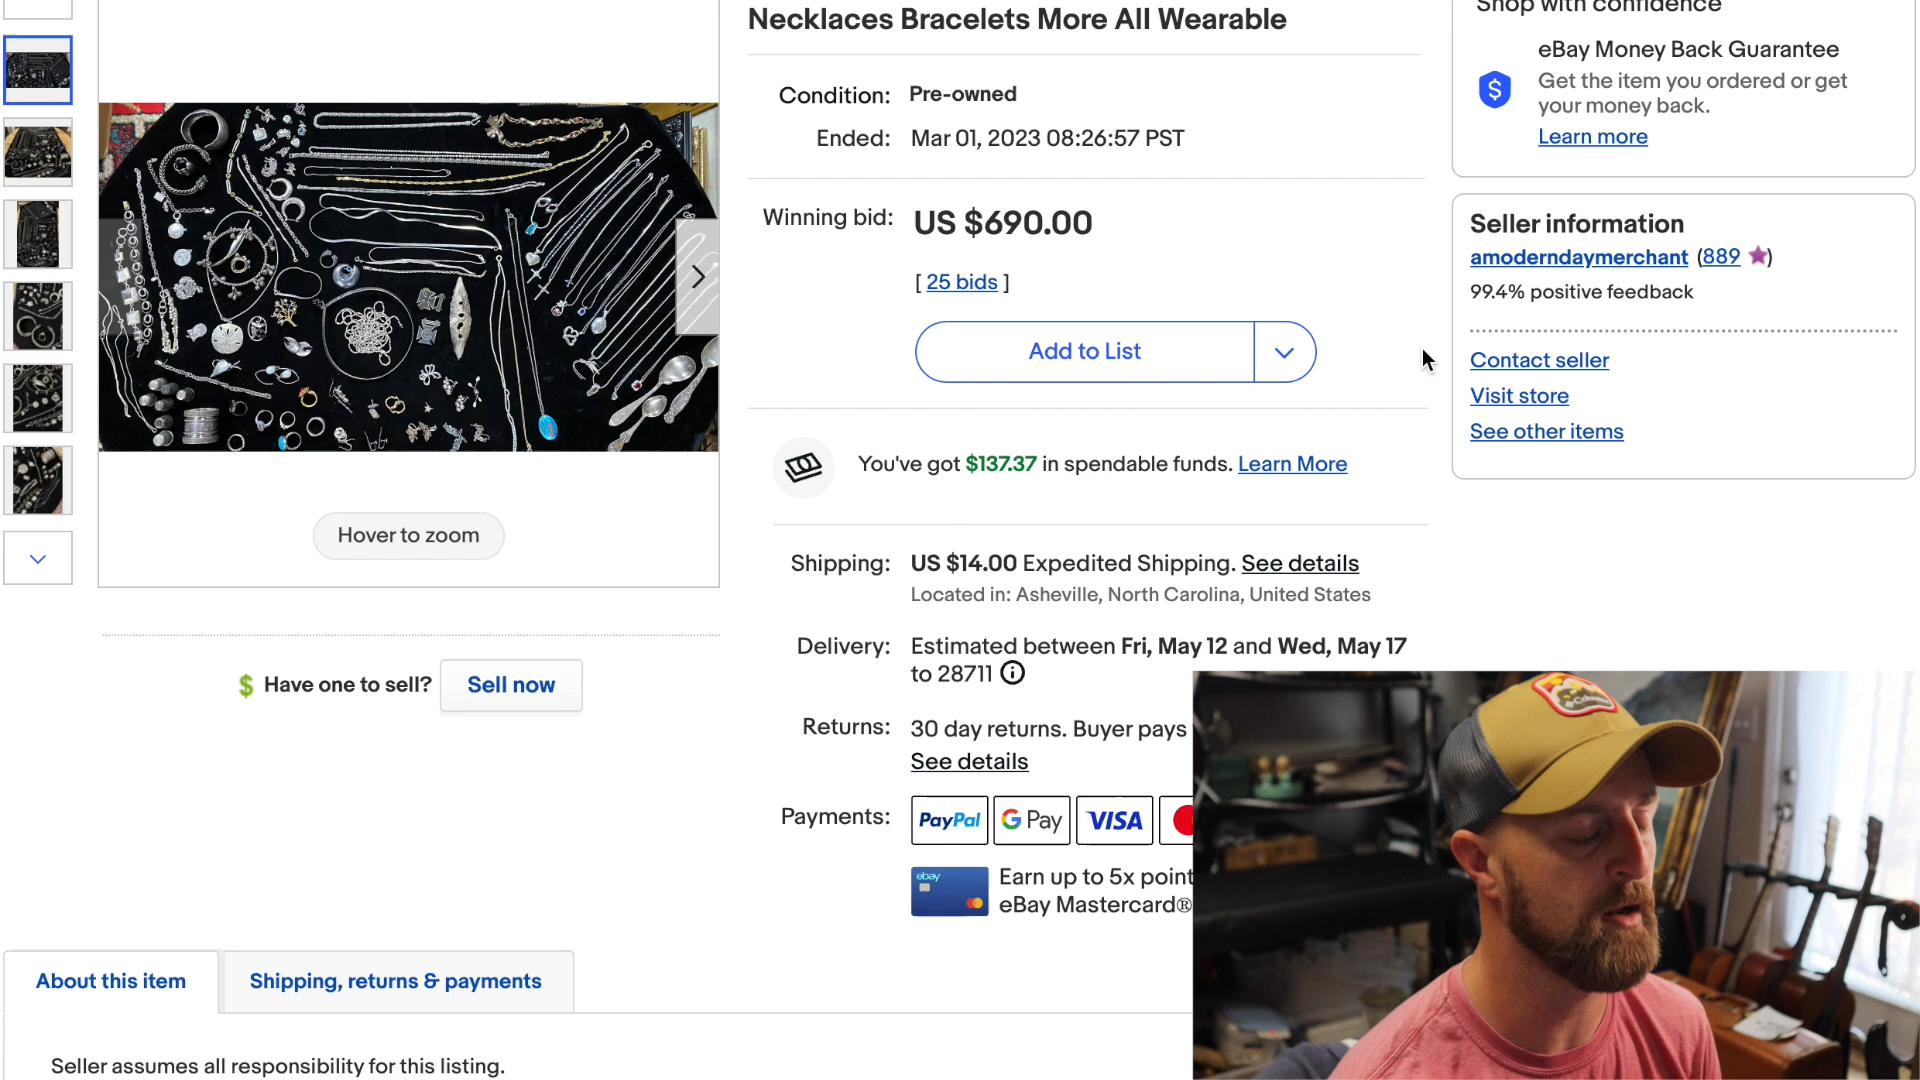 Necklaces Bracelets More All Wearable
Condition: Pre-owned
Ended: Mar 01, 2023 08:26:57 PST
Winning bid: US $690.00
[ 25 bids ]
Add to List
You've got $137.37 in spendable funds. Learn More
Shipping: US $14.00 Expedited Shipping. See details
Located in: Asheville, North Carolina, United States
Delivery: Estimated between Fri, May 12 and Wed, May 17
to 28711
Returns: 30 day returns. Buyer pays
See details
Payments: PayPal G Pay VISA
ebay
Earn up to 5x point
eBay Mastercard®
Shop with confidence
eBay Money Back Guarantee
Get the item you ordered or get
your money back.
Learn more
Seller information
amoderndaymerchant (889)
99.4% positive feedback
Contact seller
Visit store
See other items
Hover to zoom
Have one to sell? Sell now
About this item
Shipping, returns & payments
Seller assumes all responsibility for this listing.
Columbia